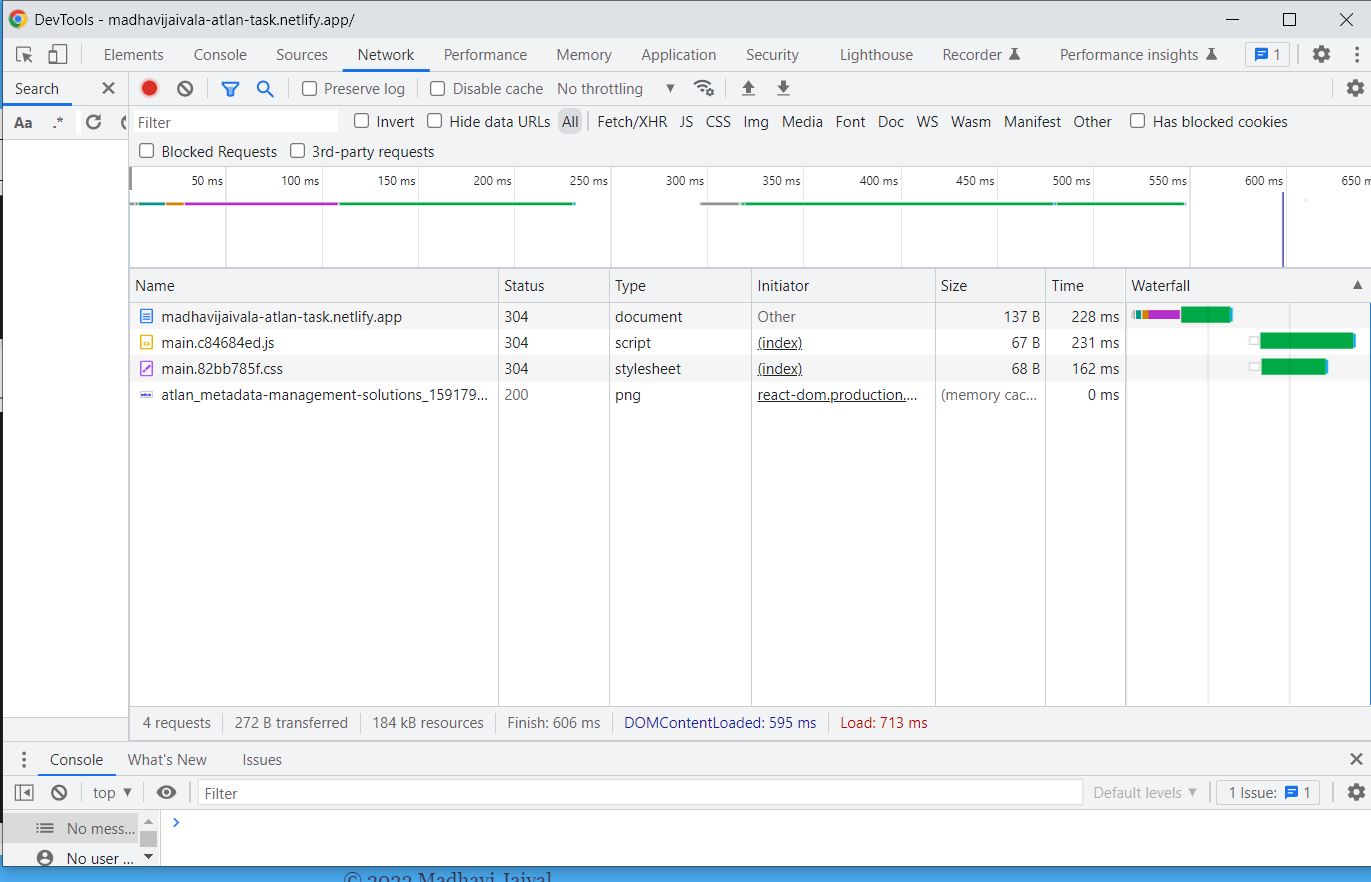 DevTools - madhavijaivala-atlan-task.netlify.app/
Elements Console Sources Network Performance Memory Application Security Lighthouse Recorder Performance insights 1
Search Preserve log Disable cache No throttling
Aa .* Filter Invert Hide data URLs All Fetch/XHR JS CSS Img Media Font Doc WS Wasm Manifest Other Has blocked cookies
Blocked Requests 3rd-party requests
50 ms 100 ms 150 ms 200 ms 250 ms 300 ms 350 ms 400 ms 450 ms 500 ms 550 ms 600 ms 650 m
Name Status Type Initiator Size Time Waterfall
madhavijaivala-atlan-task.netlify.app 304 document Other 137 B 228 ms
main.c84684ed.js 304 script (index) 67 B 231 ms
main.82bb785f.css 304 stylesheet (index) 68 B 162 ms
atlan_metadata-management-solutions_159179... 200 png react-dom.production.... (memory cac... 0 ms
4 requests 272 B transferred 184 kB resources Finish: 606 ms DOMContentLoaded: 595 ms Load: 713 ms
Console What's New Issues
top Filter Default levels 1 Issue: 1
No mess...
No user ...